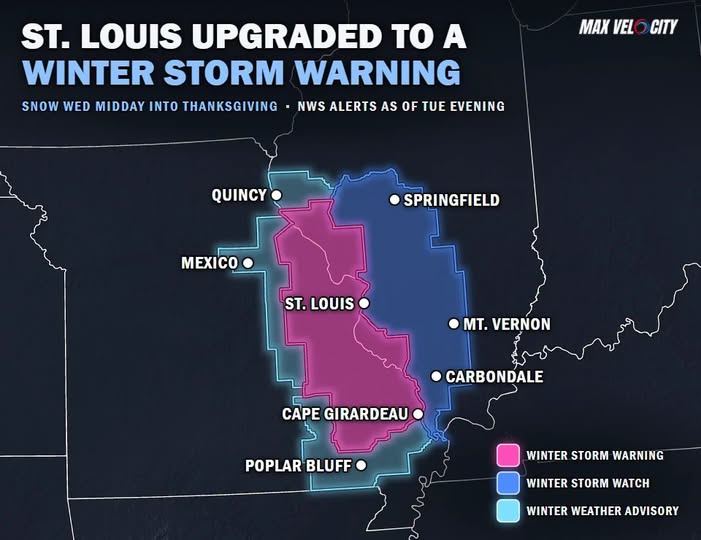 ST. LOUIS UPGRADED TO A
MAX VELOCITY
WINTER STORM WARNING
SNOW WED MIDDAY INTO THANKSGIVING • NWS ALERTS AS OF TUE EVENING
QUINCY
SPRINGFIELD
MEXICO
ST. LOUIS
MT. VERNON
CARBONDALE
CAPE GIRARDEAU
POPLAR BLUFF
WINTER STORM WARNING
WINTER STORM WATCH
WINTER WEATHER ADVISORY